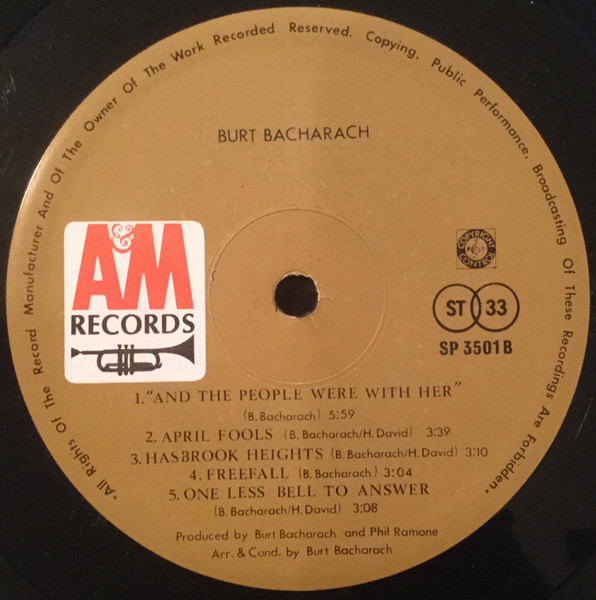 •All Rights Of The Record Manufacturer And Of The Owner Of The Work Recorded Reserved. Copying, Public Performance, Broadcasting Of These Recordings Are Forbidden•
BURT BACHARACH
A&M
RECORDS
COPYRIGHT
CONTROL
ST 33
SP 3501 B
1. "AND THE PEOPLE WERE WITH HER"
(B. Bacharach) 5:59
2. APRIL FOOLS (B. Bacharach/H. David) 3:39
3. HASBROOK HEIGHTS (B. Bacharach/H. David) 3:10
4. FREEFALL (B. Bacharach) 3:04
5. ONE LESS BELL TO ANSWER
(B. Bacharach/H. David) 3:08
Produced by Burt Bacharach and Phil Ramone
Arr. & Cond. by Burt Bacharach